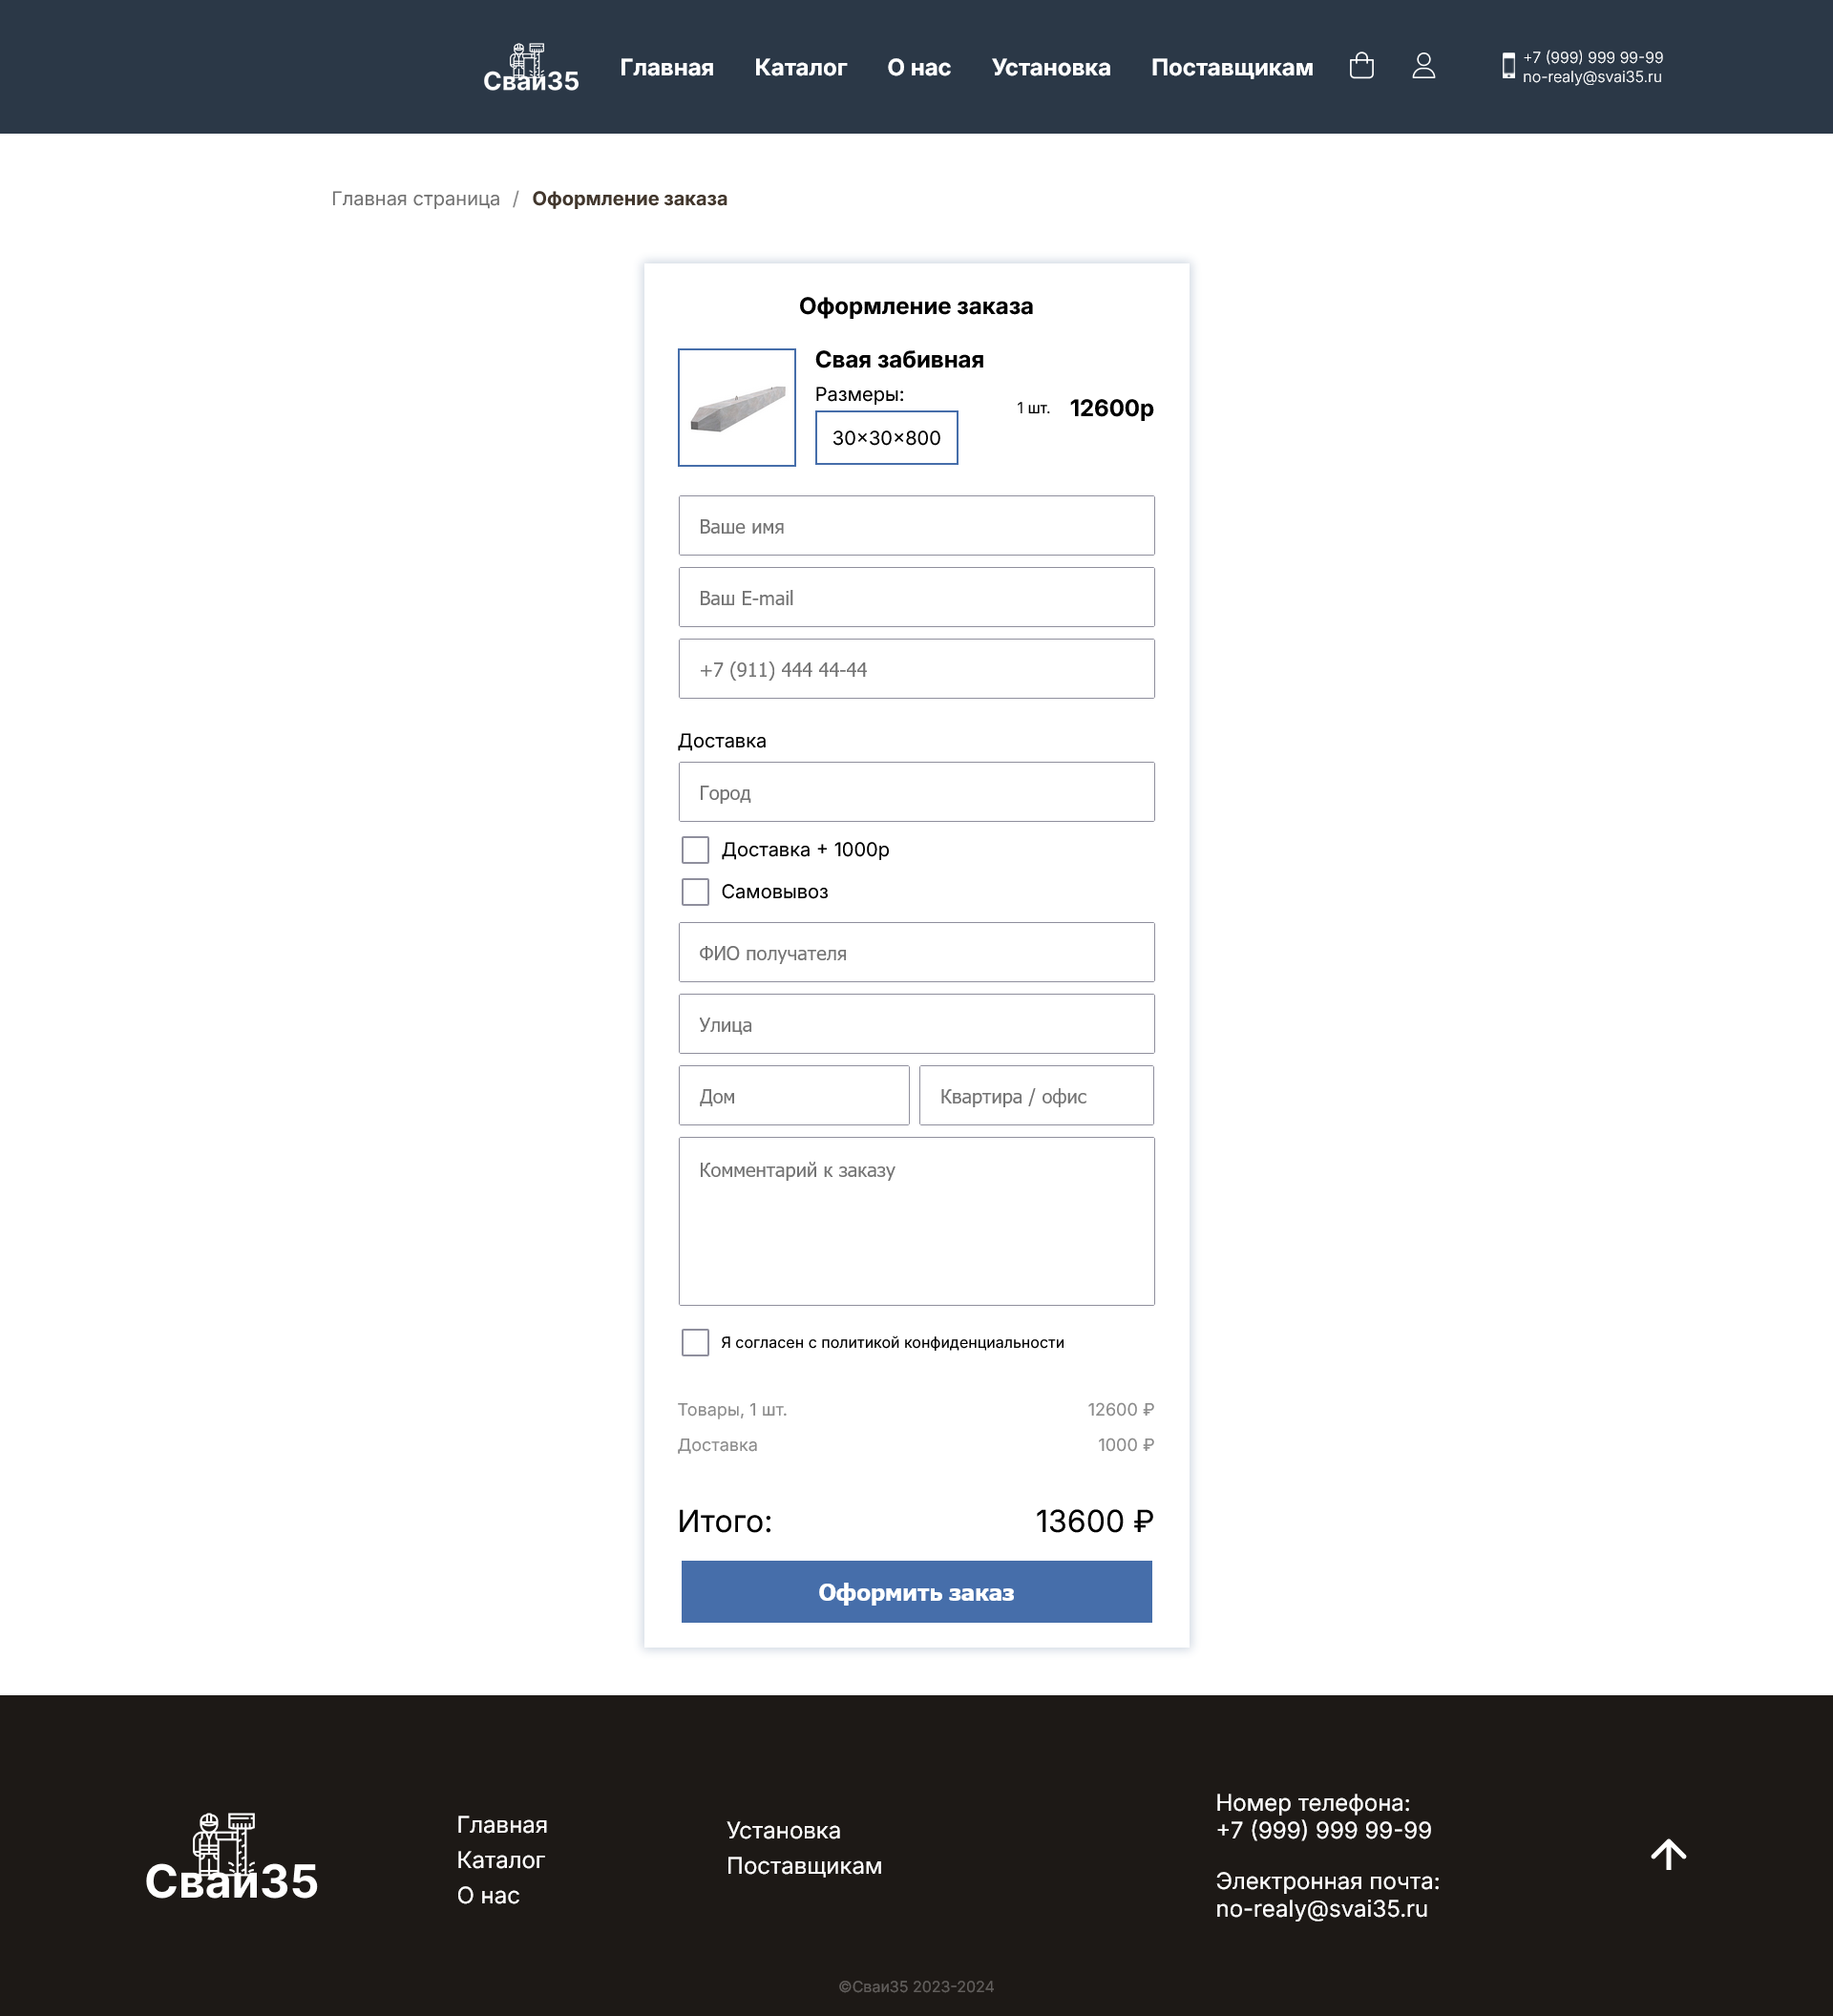 Сваи35
Главная
Каталог
О нас
Установка
Поставщикам
+7 (999) 999 99-99
no-realy@svai35.ru
Главная страница / Оформление заказа
Оформление заказа
Свая забивная
Размеры:
30×30×800
1 шт. 12600р
Ваше имя
Ваш E-mail
+7 (911) 444 44-44
Доставка
Город
Доставка + 1000р
Самовывоз
ФИО получателя
Улица
Дом
Квартира / офис
Комментарий к заказу
Я согласен с политикой конфиденциальности
Товары, 1 шт. 12600 ₽
Доставка 1000 ₽
Итого: 13600 ₽
Оформить заказ
Сваи35
Главная
Каталог
О нас
Установка
Поставщикам
Номер телефона:
+7 (999) 999 99-99
Электронная почта:
no-realy@svai35.ru
©Сваи35 2023-2024